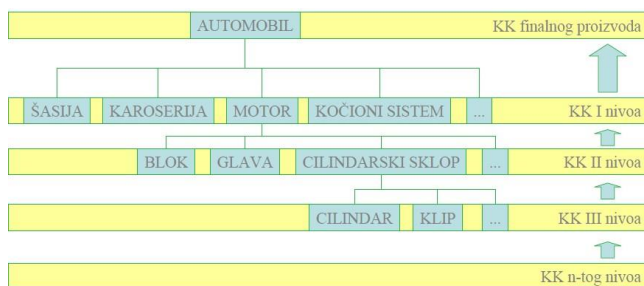 AUTOMOBIL KK finalnog proizvoda
ŠASIJA KAROSERIJA MOTOR KOČIONI SISTEM ... KK I nivoa
BLOK GLAVA CILINDARSKI SKLOP ... KK II nivoa
CILINDAR KLIP ... KK III nivoa
KK n-tog nivoa